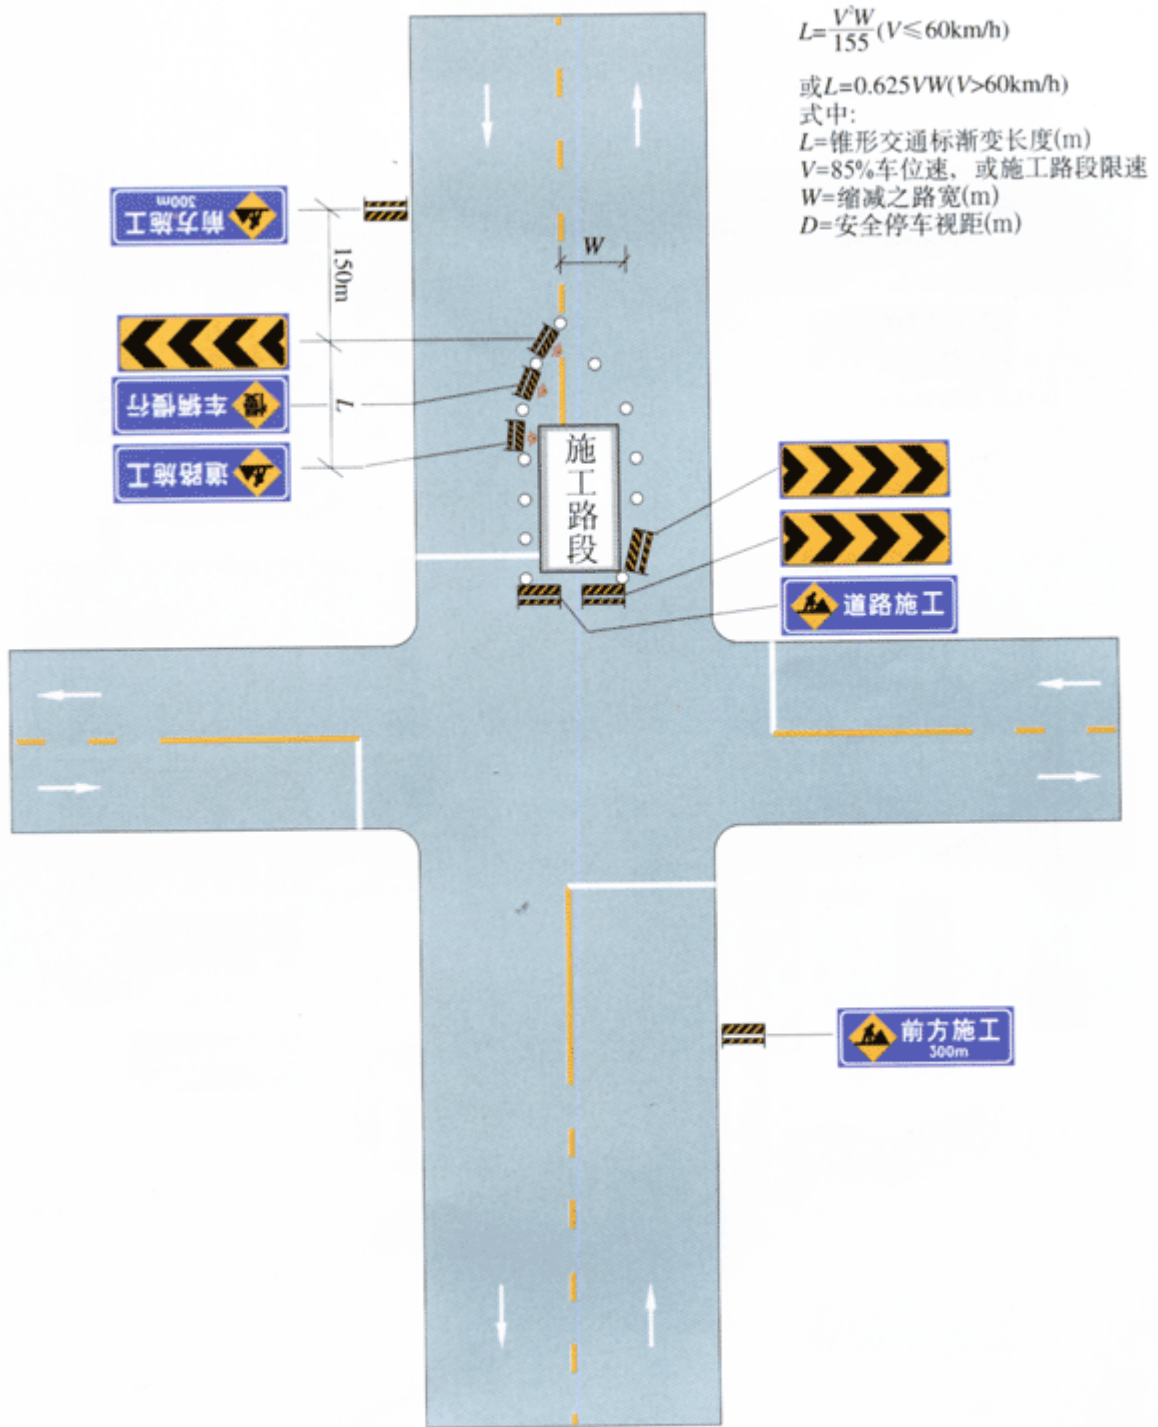 L=V²W/155(V≤60km/h)
或L=0.625VW(V>60km/h)
式中:
L=锥形交通标渐变长度(m)
V=85%车位速，或施工路段限速
W=缩减之路宽(m)
D=安全停车视距(m)
前方施工
300m
150m
W
车辆慢行
慢
L
道路施工
施工路段
道路施工
前方施工
300m